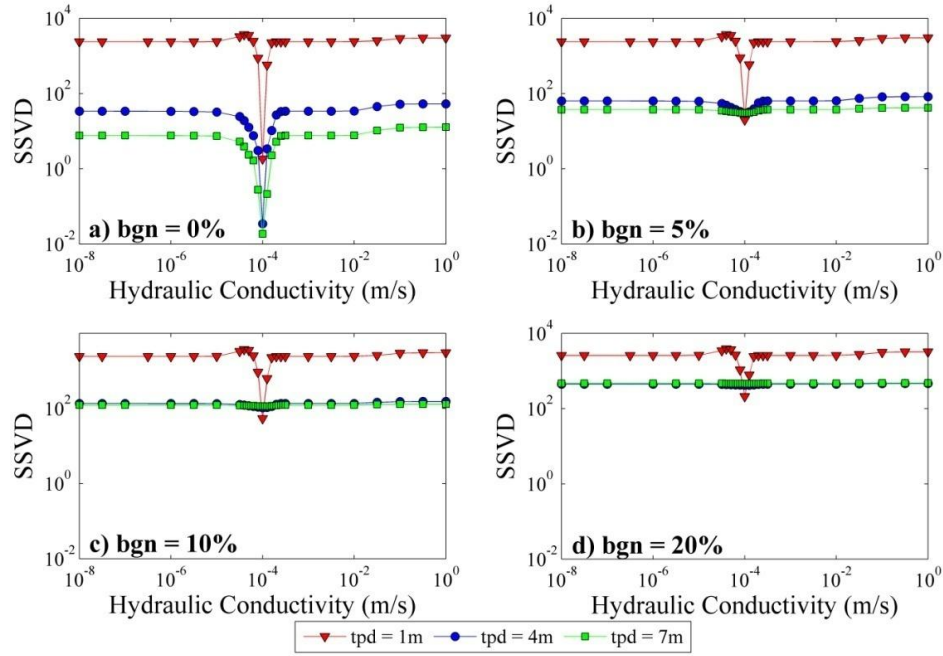 10^4
10^2
10^0
10^-2
SSVD
a) bgn = 0%
10^-8 10^-6 10^-4 10^-2 10^0
Hydraulic Conductivity (m/s)
10^4
10^2
10^0
10^-2
SSVD
b) bgn = 5%
10^-8 10^-6 10^-4 10^-2 10^0
Hydraulic Conductivity (m/s)
10^2
10^0
10^-2
SSVD
c) bgn = 10%
10^-8 10^-6 10^-4 10^-2 10^0
Hydraulic Conductivity (m/s)
10^4
10^2
10^0
10^-2
SSVD
d) bgn = 20%
10^-8 10^-6 10^-4 10^-2 10^0
Hydraulic Conductivity (m/s)
tpd = 1m tpd = 4m tpd = 7m